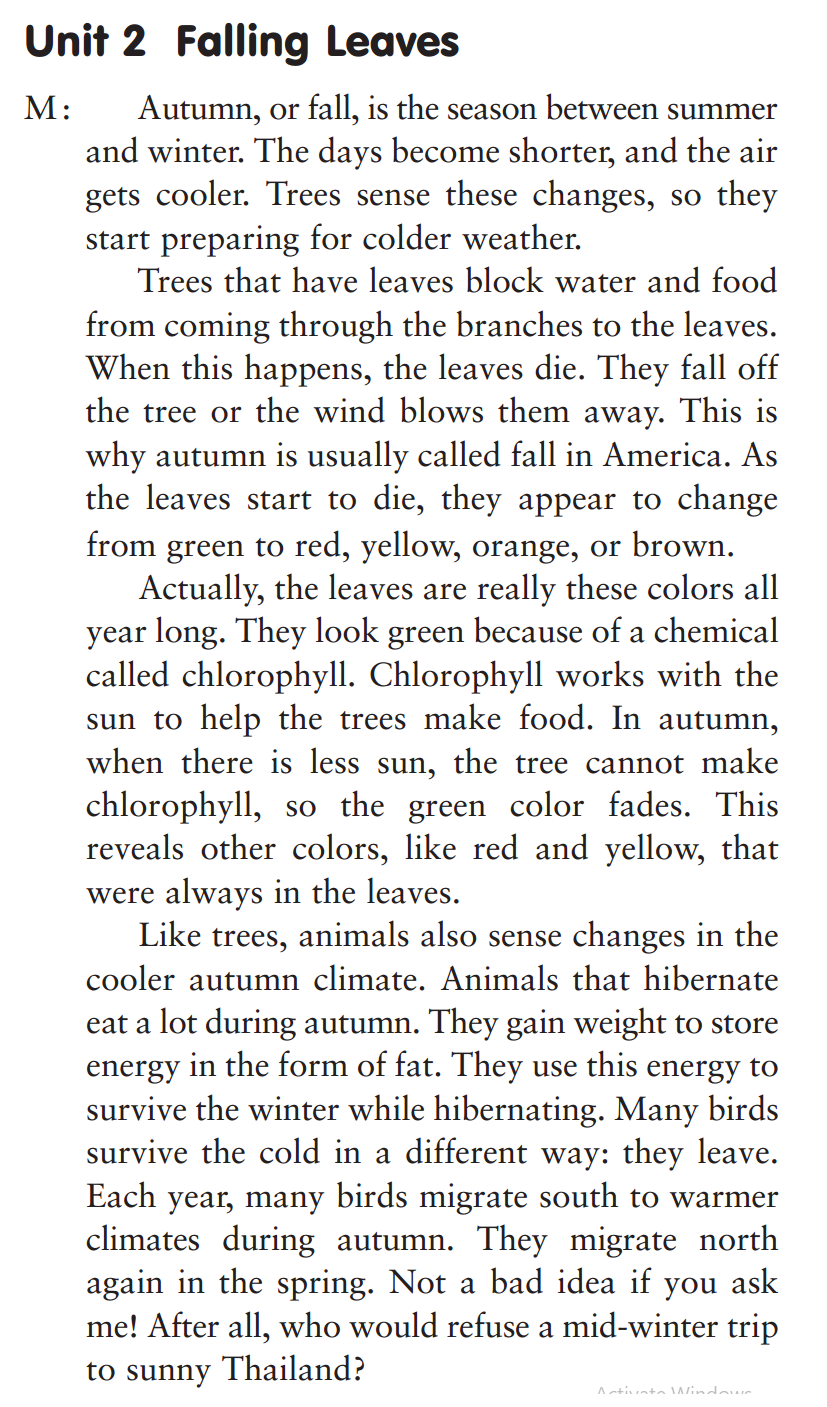 Unit 2 Falling Leaves
M: Autumn, or fall, is the season between summer
and winter. The days become shorter, and the air
gets cooler. Trees sense these changes, so they
start preparing for colder weather.
Trees that have leaves block water and food
from coming through the branches to the leaves.
When this happens, the leaves die. They fall off
the tree or the wind blows them away. This is
why autumn is usually called fall in America. As
the leaves start to die, they appear to change
from green to red, yellow, orange, or brown.
Actually, the leaves are really these colors all
year long. They look green because of a chemical
called chlorophyll. Chlorophyll works with the
sun to help the trees make food. In autumn,
when there is less sun, the tree cannot make
chlorophyll, so the green color fades. This
reveals other colors, like red and yellow, that
were always in the leaves.
Like trees, animals also sense changes in the
cooler autumn climate. Animals that hibernate
eat a lot during autumn. They gain weight to store
energy in the form of fat. They use this energy to
survive the winter while hibernating. Many birds
survive the cold in a different way: they leave.
Each year, many birds migrate south to warmer
climates during autumn. They migrate north
again in the spring. Not a bad idea if you ask
me! After all, who would refuse a mid-winter trip
to sunny Thailand?
Activate Windows